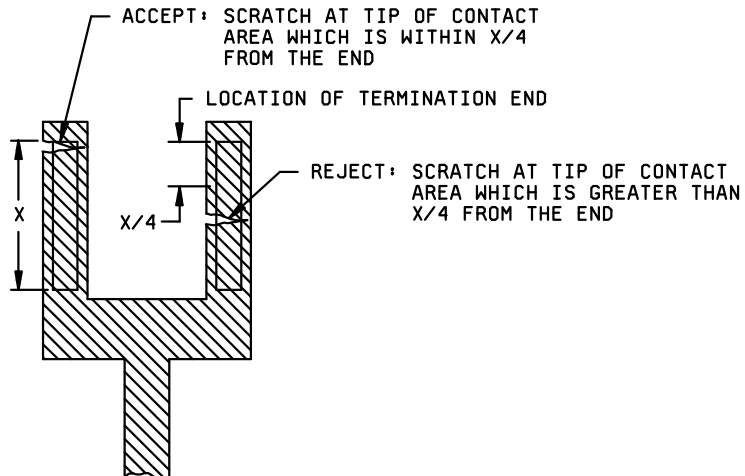 ACCEPT: SCRATCH AT TIP OF CONTACT
AREA WHICH IS WITHIN X/4
FROM THE END
LOCATION OF TERMINATION END
REJECT: SCRATCH AT TIP OF CONTACT
AREA WHICH IS GREATER THAN
X/4 FROM THE END
X
X/4